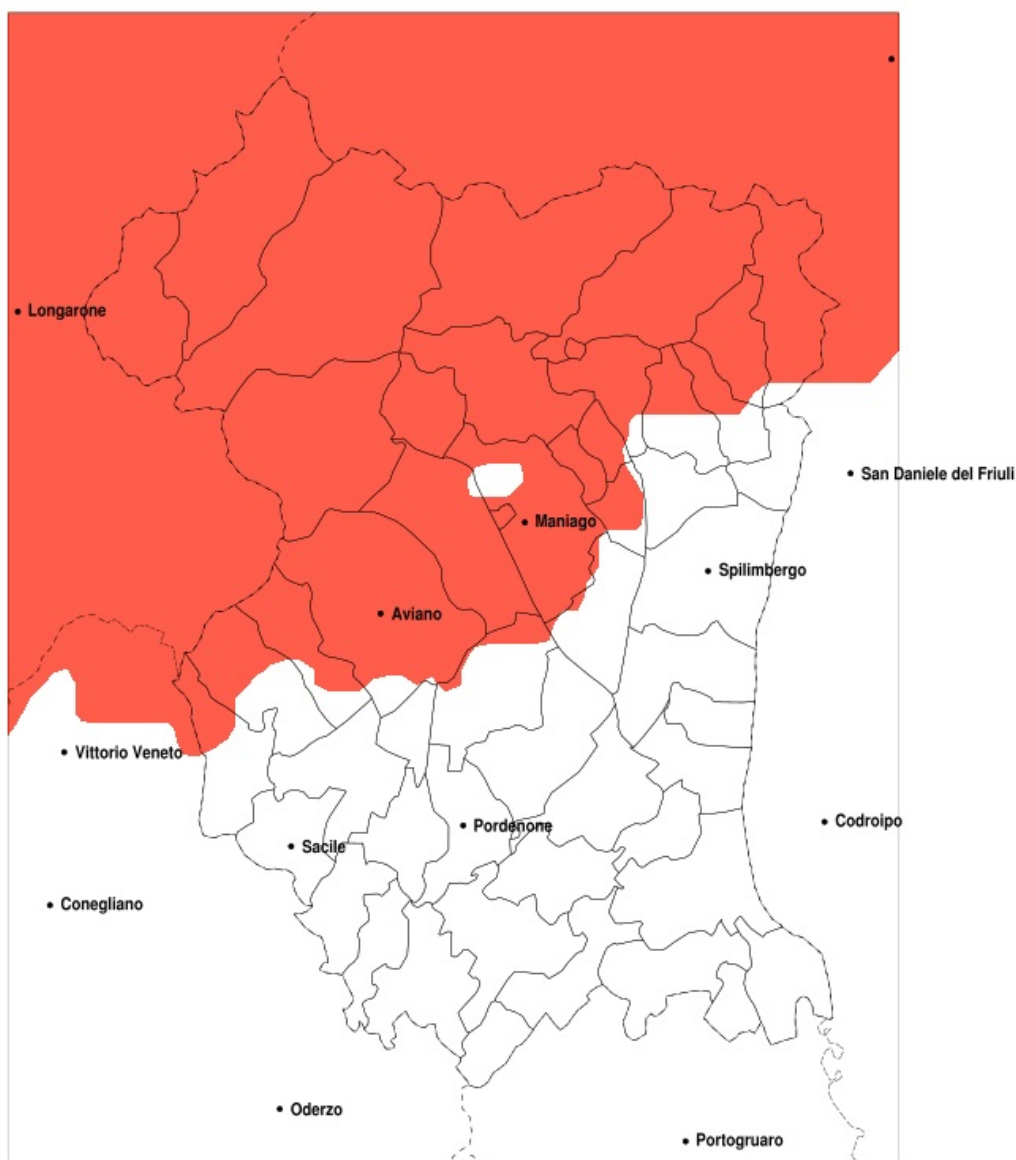 Longarone
San Daniele del Friuli
Maniago
Spilimbergo
Aviano
Vittorio Veneto
Codroipo
Pordenone
Sacile
Conegliano
Oderzo
Portogruaro